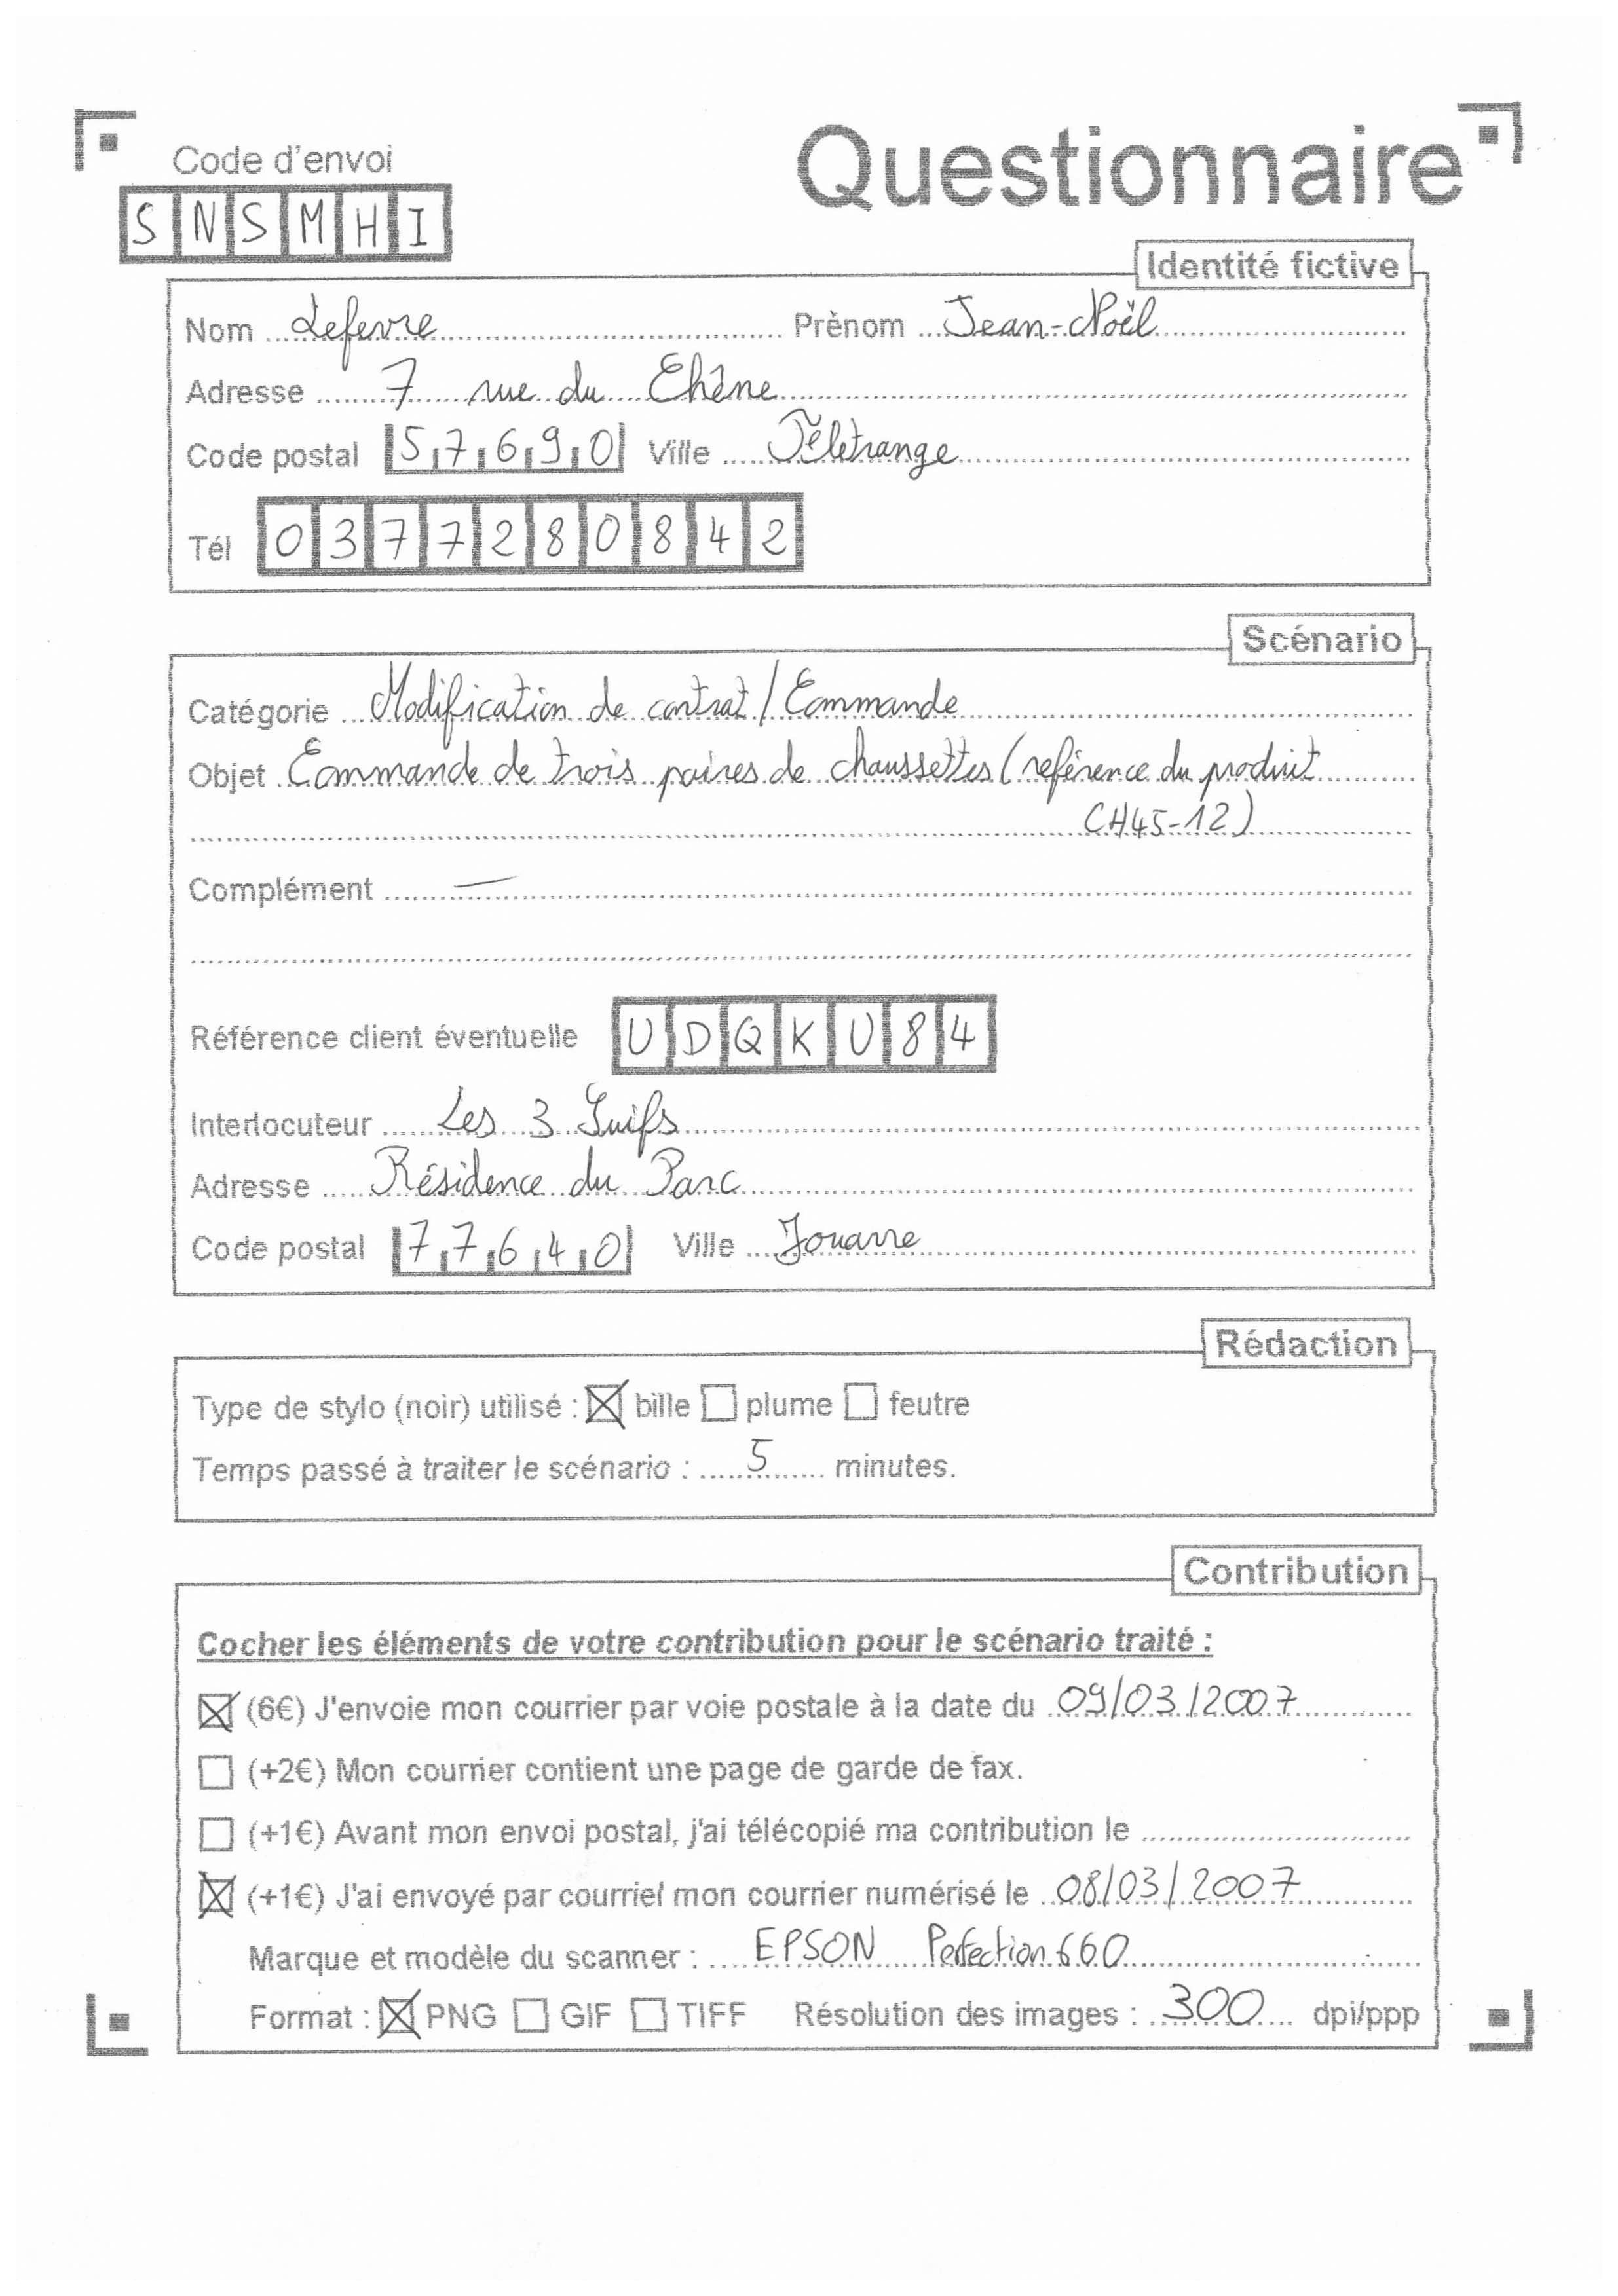 Code d'envoi
Questionnaire
S N S M H I
Identité fictive
Nom Lefevre Prénom Jean-Noël
Adresse 7 rue du Chêne
Code postal 57690 Ville
Tél 0377280842
Scénario
Catégorie Modification de contrat / Commande
Objet Commande de trois paires de chaussettes (reférence du produit
CH45-12)
Complément —
Référence client éventuelle U D Q K U 8 4
Interlocuteur Les 3 Suifs
Adresse Résidence du Parc
Code postal 77640 Ville Jouarre
Rédaction
Type de stylo (noir) utilisé : ☒ bille ☐ plume ☐ feutre
Temps passé à traiter le scénario : 5 minutes.
Contribution
Cocher les éléments de votre contribution pour le scénario traité :
☒ (6€) J'envoie mon courrier par voie postale à la date du 09/03/2007
☐ (+2€) Mon courrier contient une page de garde de fax.
☐ (+1€) Avant mon envoi postal, j'ai télécopié ma contribution le
☒ (+1€) J'ai envoyé par courriel mon courrier numérisé le 08/03/2007
Marque et modèle du scanner : EPSON Perfection 660
Format : ☒ PNG ☐ GIF ☐ TIFF Résolution des images : 300 dpi/ppp